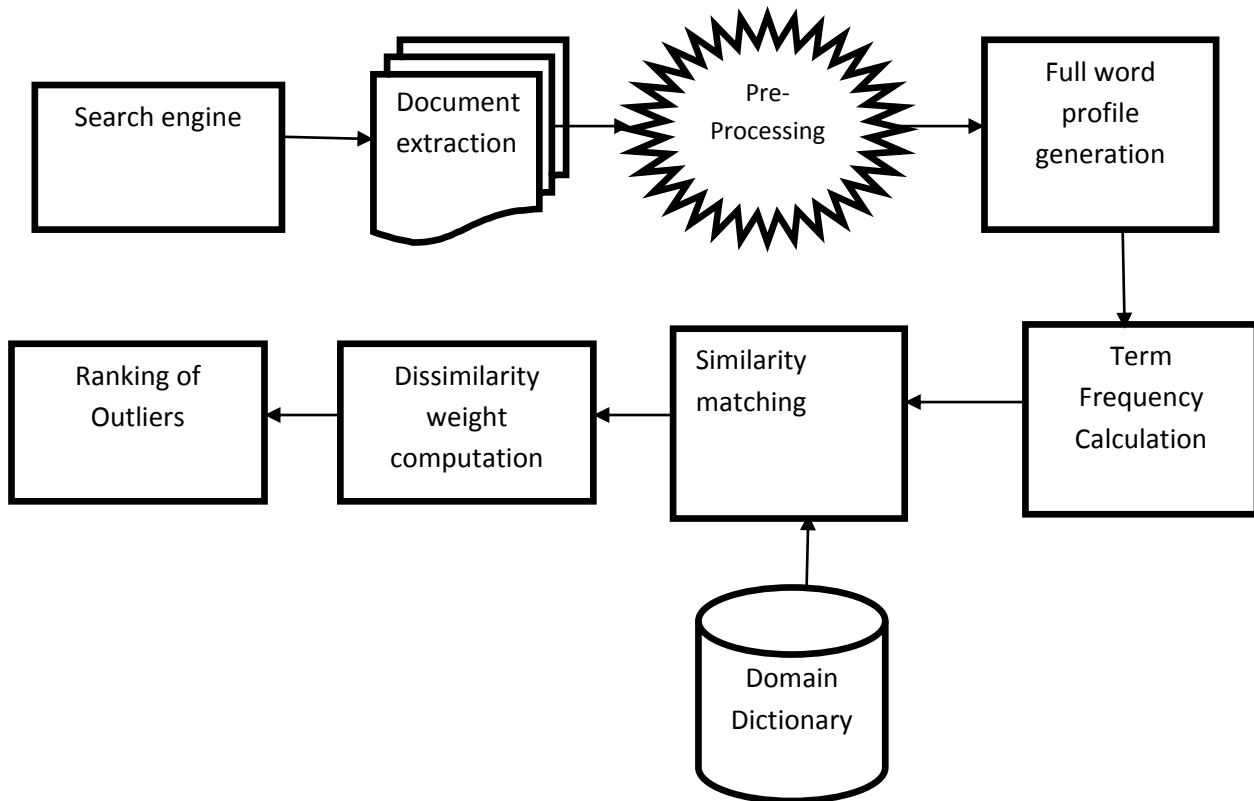 Search engine
Document
extraction
Pre-
Processing
Full word
profile
generation
Term
Frequency
Calculation
Similarity
matching
Dissimilarity
weight
computation
Ranking of
Outliers
Domain
Dictionary